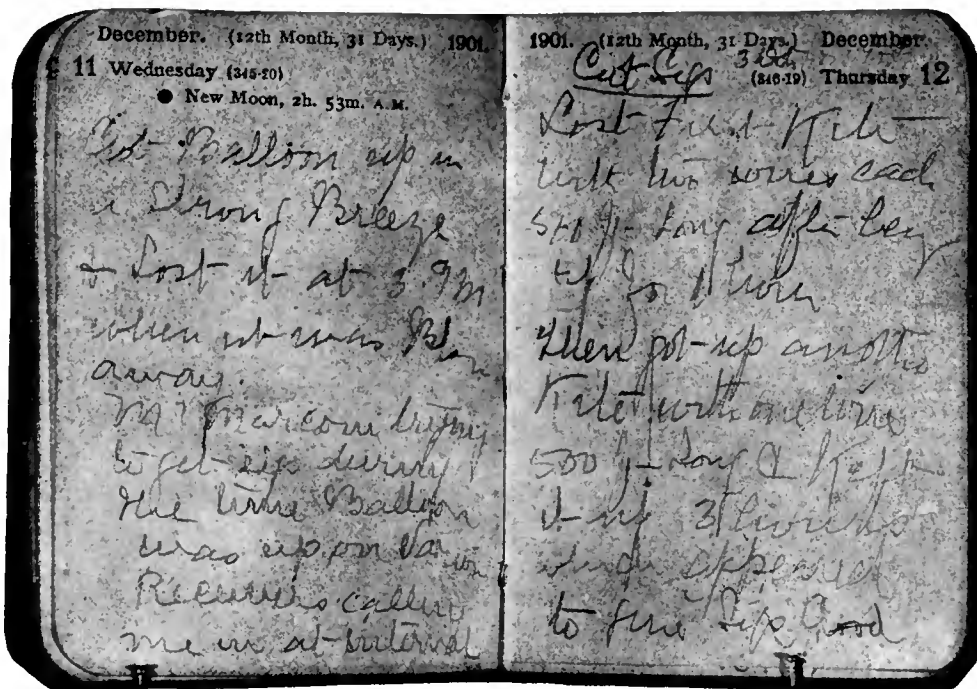 December. (12th Month, 31 Days.) 1901.
11 Wednesday (345-20)
● New Moon, 2h. 53m. A.M.
Got Balloon up in
a Strong Breeze
& Lost it at 3 PM
when it was Blown
away.
Mr Marconi trying
to get sigs during
the time Balloon
was up on
Receivers calling
me in at interval
1901. (12th Month, 31 Days.) December.
(346-19) Thursday 12
Lost First Kite
with two wires each
510 ft Long after being
up for 1 hour
then got up another
Kite with one wire
500 ft Long & Kept
it up 3 hours
which appeared
to give Sigs Good